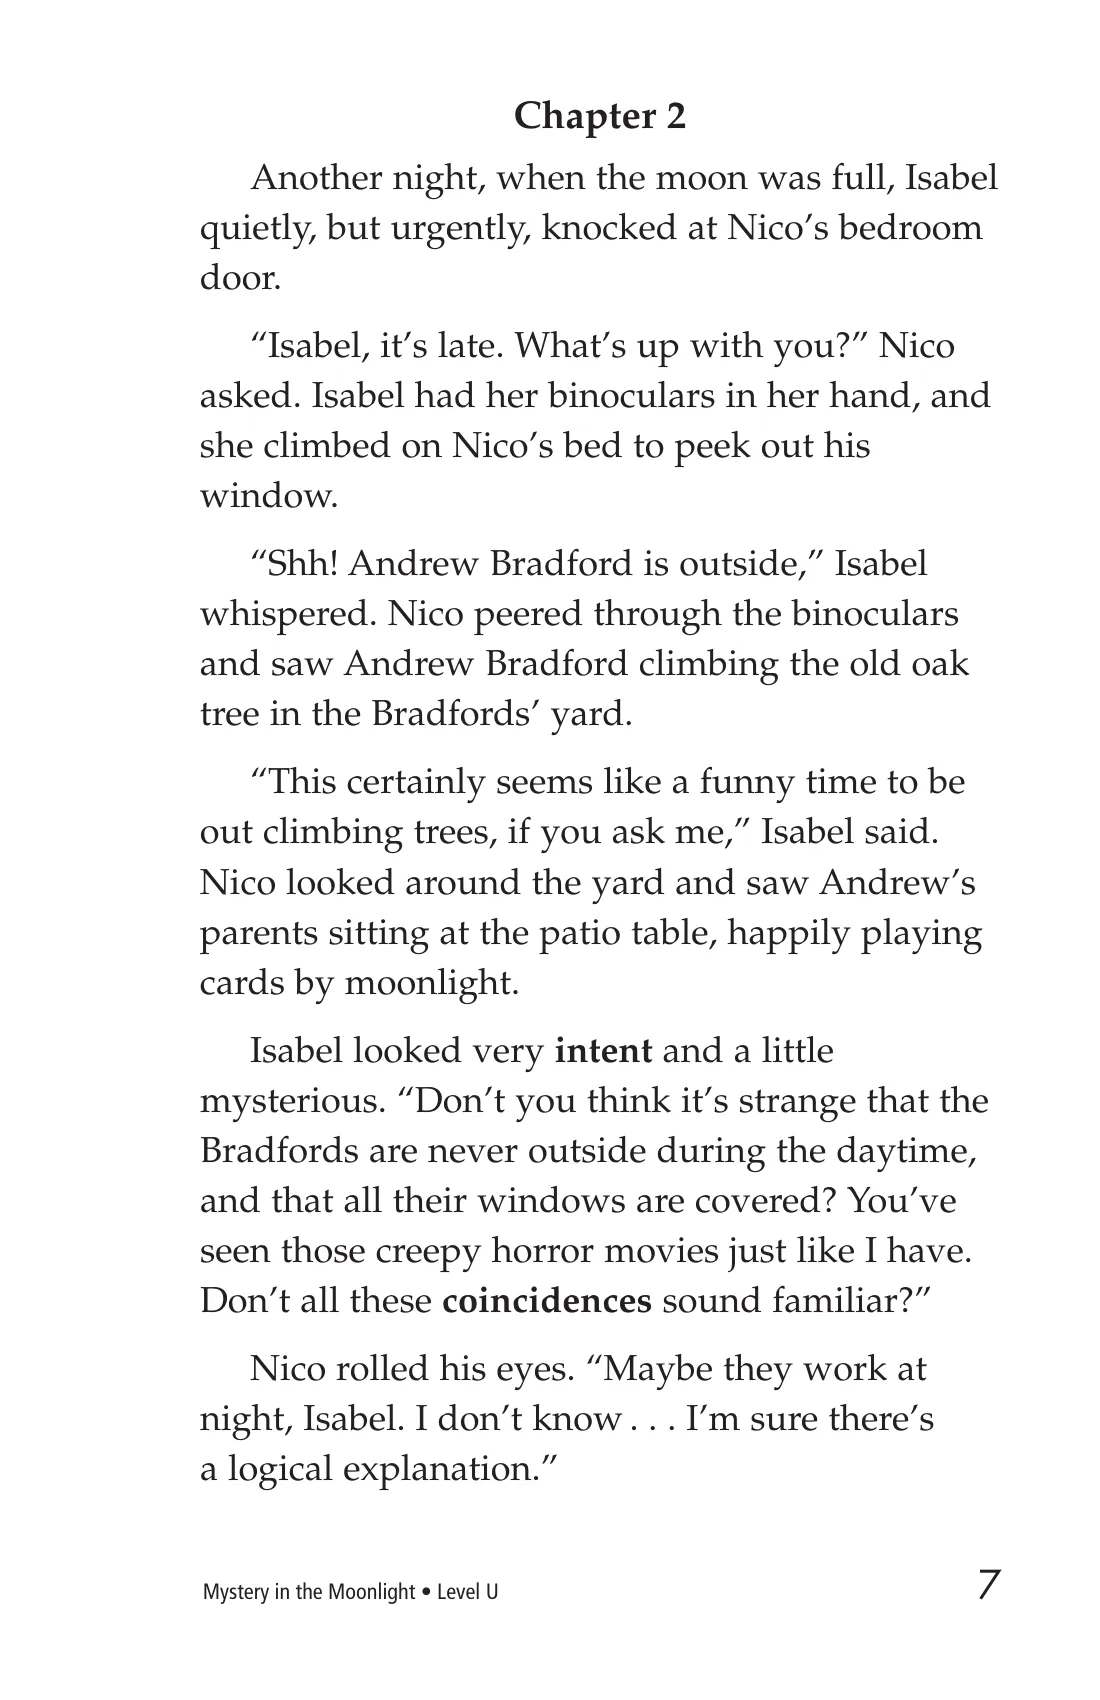 Chapter 2
Another night, when the moon was full, Isabel
quietly, but urgently, knocked at Nico’s bedroom
door.
“Isabel, it’s late. What’s up with you?” Nico
asked. Isabel had her binoculars in her hand, and
she climbed on Nico’s bed to peek out his
window.
“Shh! Andrew Bradford is outside,” Isabel
whispered. Nico peered through the binoculars
and saw Andrew Bradford climbing the old oak
tree in the Bradfords’ yard.
“This certainly seems like a funny time to be
out climbing trees, if you ask me,” Isabel said.
Nico looked around the yard and saw Andrew’s
parents sitting at the patio table, happily playing
cards by moonlight.
Isabel looked very intent and a little
mysterious. “Don’t you think it’s strange that the
Bradfords are never outside during the daytime,
and that all their windows are covered? You’ve
seen those creepy horror movies just like I have.
Don’t all these coincidences sound familiar?”
Nico rolled his eyes. “Maybe they work at
night, Isabel. I don’t know . . . I’m sure there’s
a logical explanation.”
Mystery in the Moonlight • Level U
7